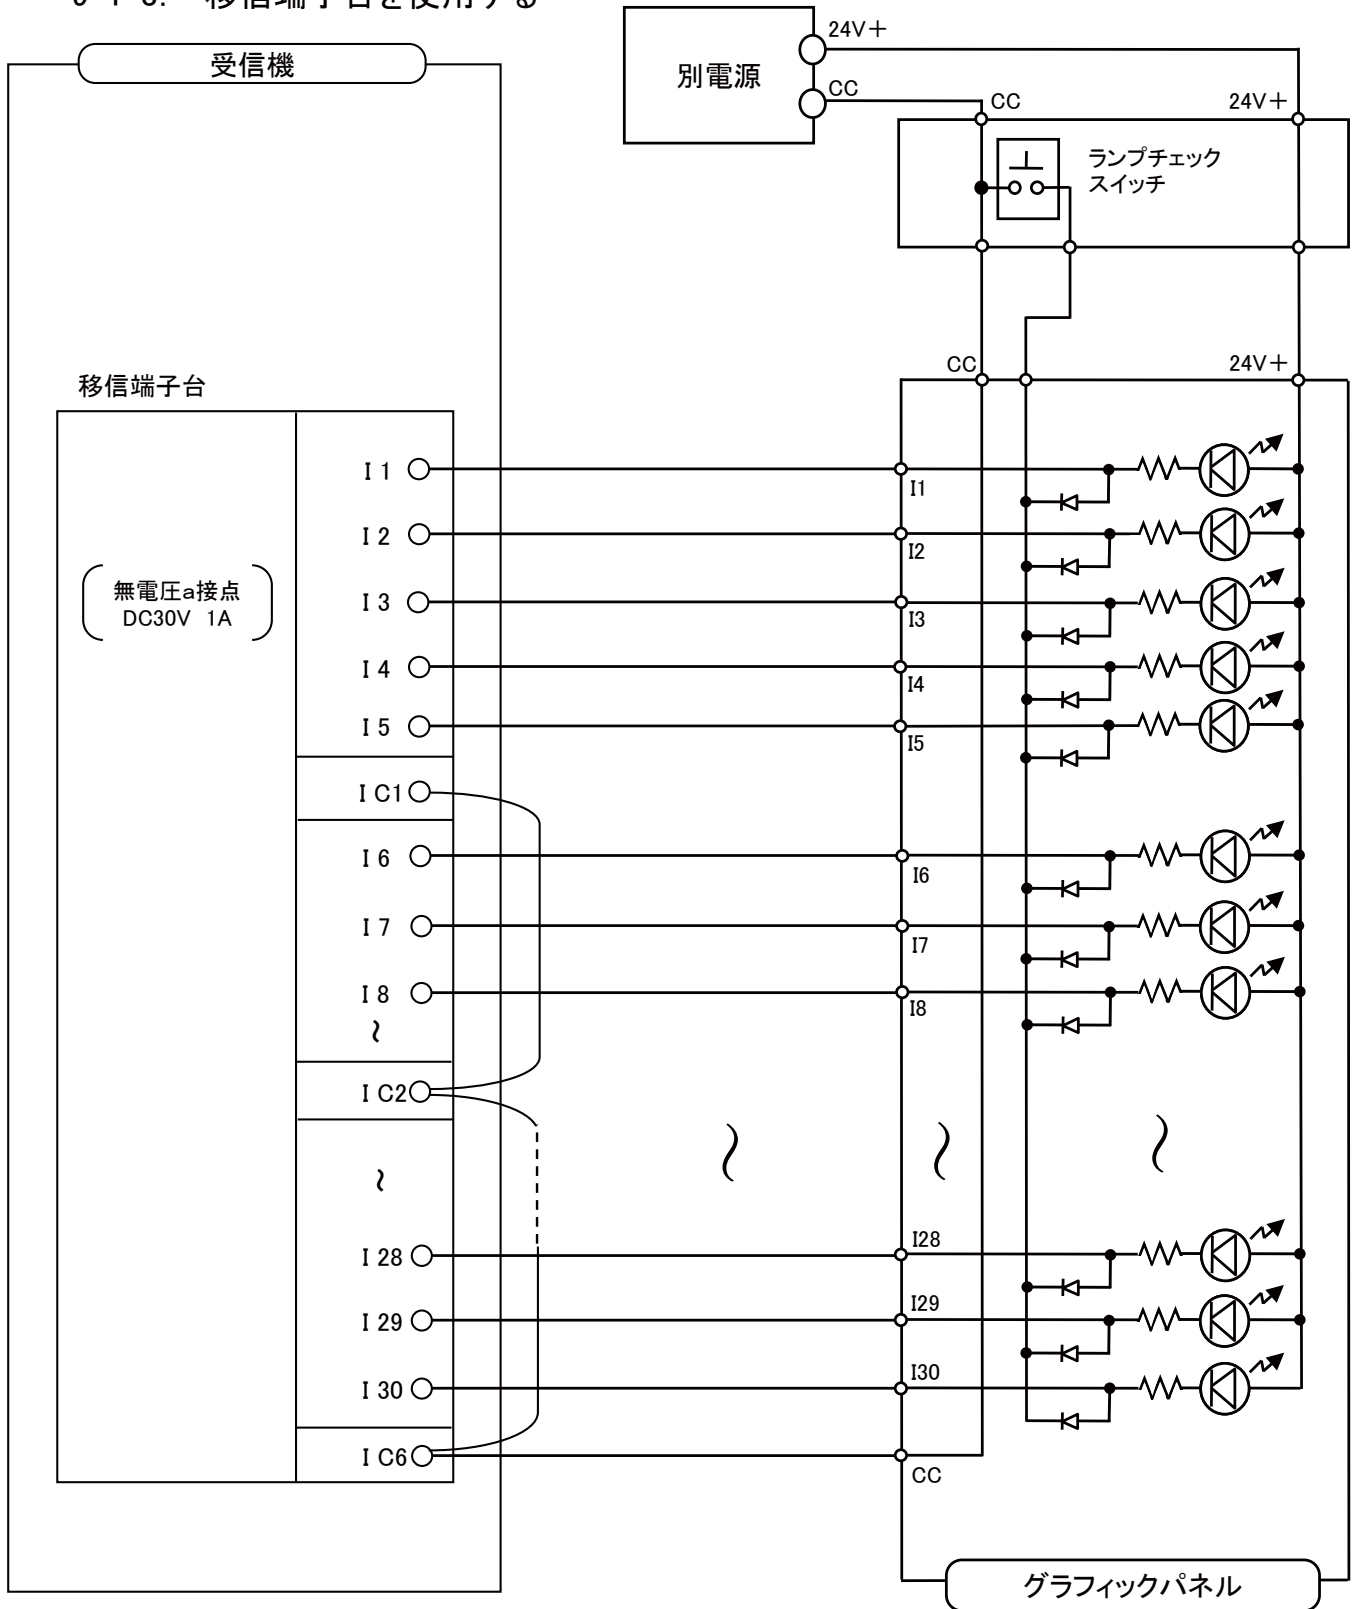 移信端子台を使用する
受信機
別電源
24V＋
CC
CC
24V＋
ランプチェック
スイッチ
CC
24V＋
移信端子台
無電圧a接点
DC30V 1A
I 1
I 2
I 3
I 4
I 5
I C1
I 6
I 7
I 8
～
I C2
～
I 28
I 29
I 30
I C6
I1
I2
I3
I4
I5
I6
I7
I8
～
～
～
I28
I29
I30
CC
グラフィックパネル